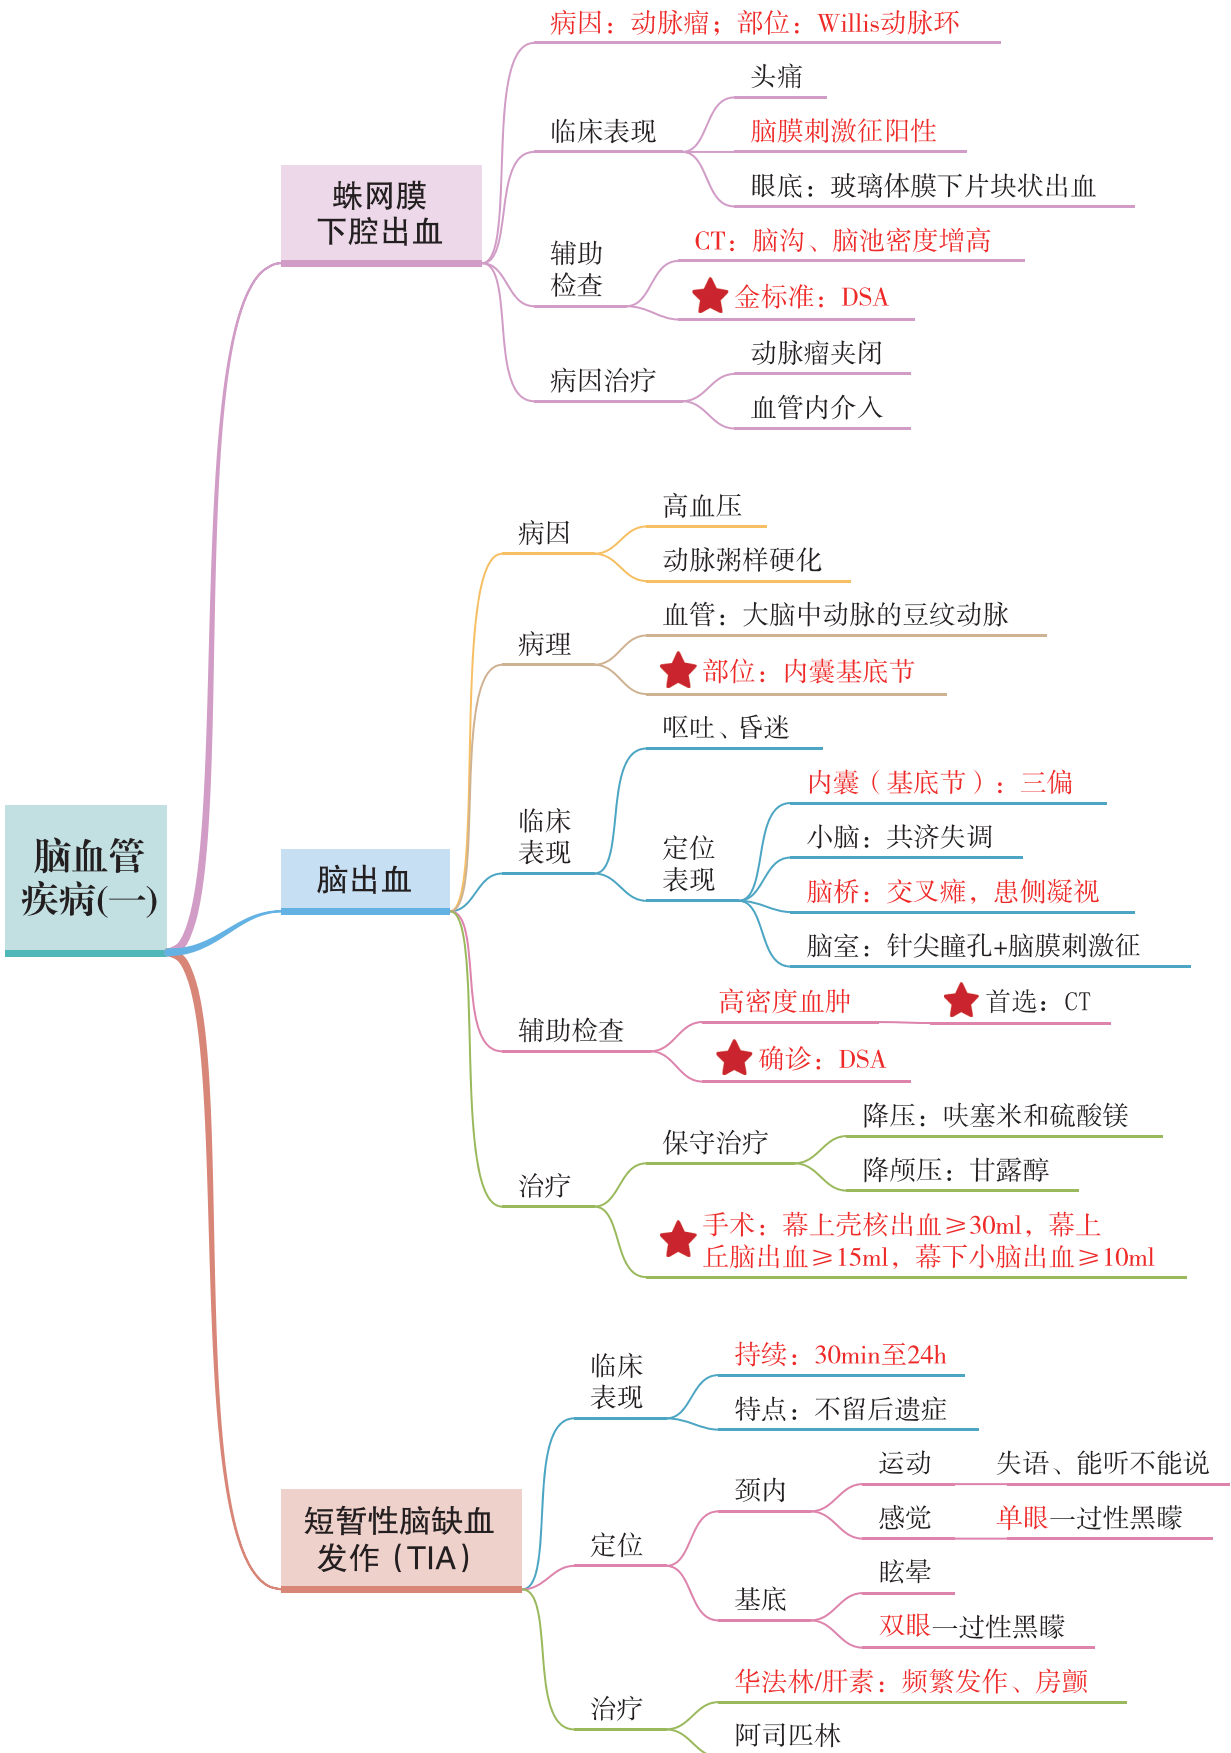 脑血管
疾病(一)
蛛网膜
下腔出血
病因：动脉瘤；部位：Willis动脉环
临床表现
头痛
脑膜刺激征阳性
眼底：玻璃体膜下片块状出血
辅助
检查
CT：脑沟、脑池密度增高
金标准：DSA
病因治疗
动脉瘤夹闭
血管内介入
脑出血
病因
高血压
动脉粥样硬化
病理
血管：大脑中动脉的豆纹动脉
部位：内囊基底节
临床
表现
呕吐、昏迷
定位
表现
内囊（基底节）：三偏
小脑：共济失调
脑桥：交叉瘫，患侧凝视
脑室：针尖瞳孔+脑膜刺激征
辅助检查
高密度血肿
首选：CT
确诊：DSA
治疗
保守治疗
降压：呋塞米和硫酸镁
降颅压：甘露醇
手术：幕上壳核出血≥30ml，幕上
丘脑出血≥15ml，幕下小脑出血≥10ml
短暂性脑缺血
发作（TIA）
临床
表现
持续：30min至24h
特点：不留后遗症
定位
颈内
运动
失语、能听不能说
感觉
单眼一过性黑矇
基底
眩晕
双眼一过性黑矇
治疗
华法林/肝素：频繁发作、房颤
阿司匹林